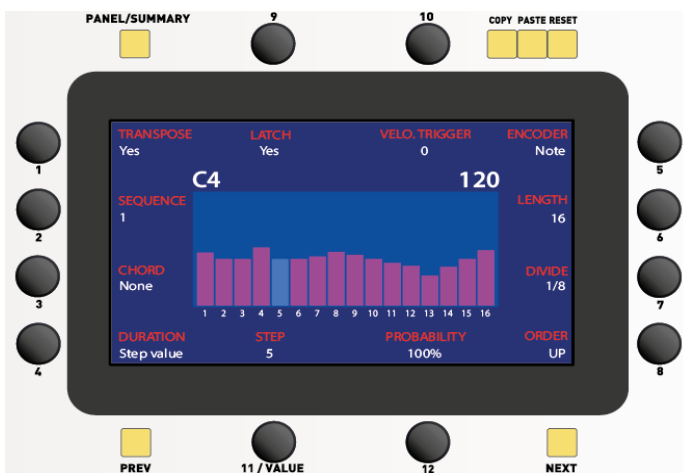 PANEL/SUMMARY 9 10 COPY PASTE RESET
TRANSPOSE LATCH VELO. TRIGGER ENCODER
Yes Yes 0 Note
1 5
C4 120
SEQUENCE LENGTH
1 16
2 6
CHORD DIVIDE
None 1/8
3 7
1 2 3 4 5 6 7 8 9 10 11 12 13 14 15 16
DURATION STEP PROBABILITY ORDER
Step value 5 100% UP
4 8
PREV 11 / VALUE 12 NEXT